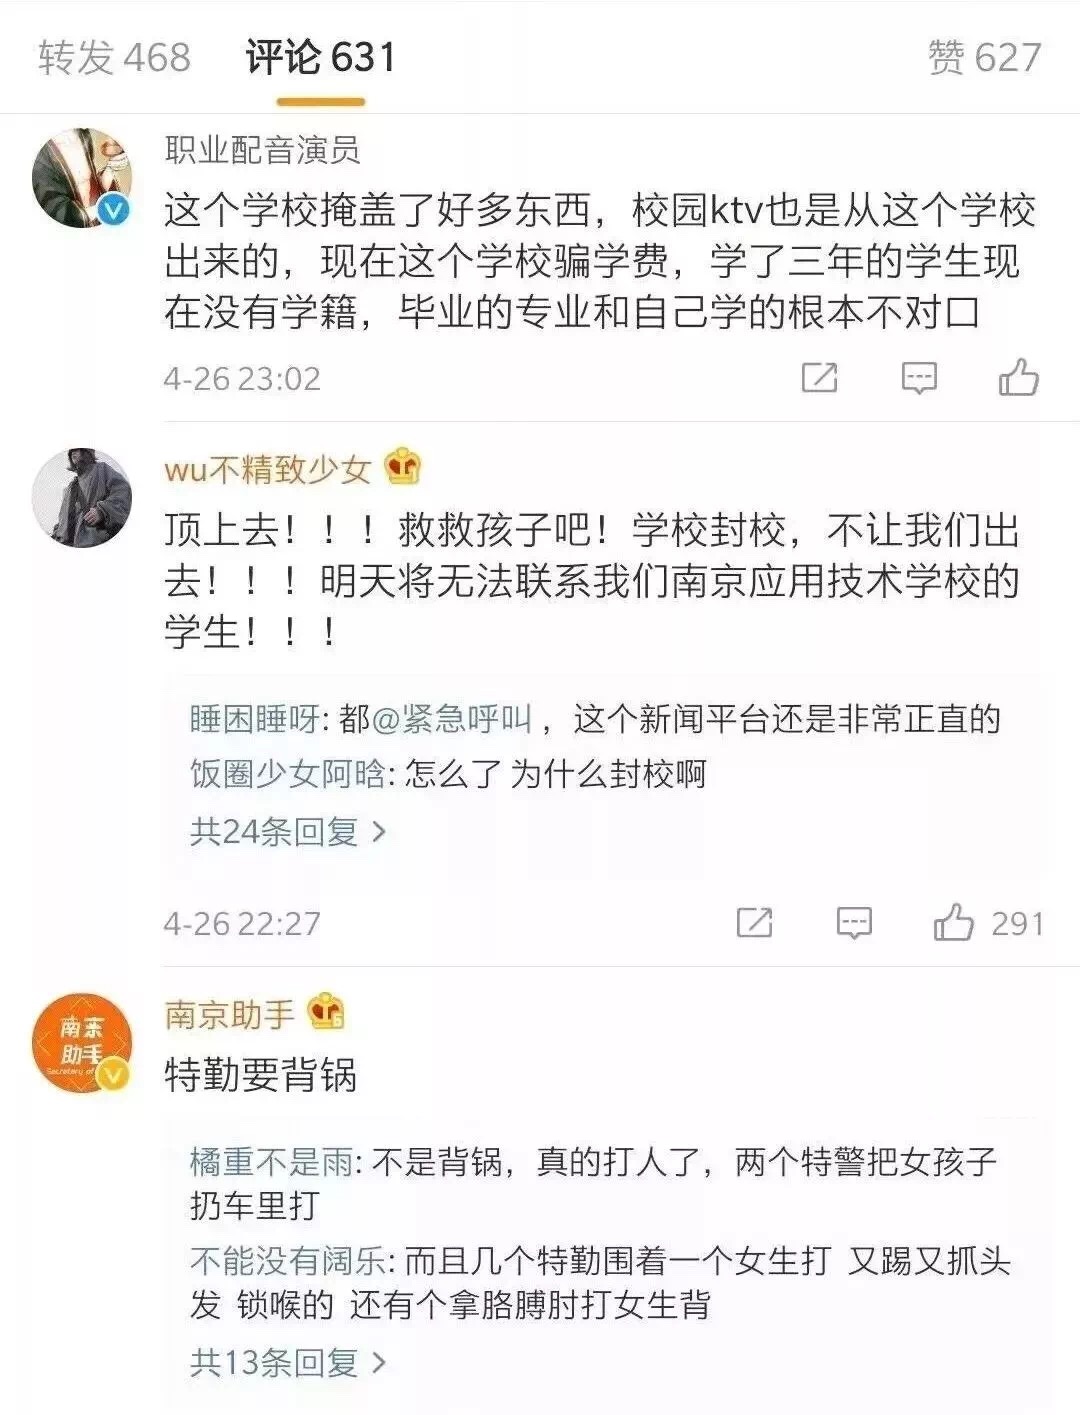 转发 468 评论 631 赞 627
职业配音演员
这个学校掩盖了好多东西，校园ktv也是从这个学校
出来的，现在这个学校骗学费，学了三年的学生现
在没有学籍，毕业的专业和自己学的根本不对口
4-26 23:02
wu不精致少女
顶上去！！！救救孩子吧！学校封校，不让我们出
去！！！明天将无法联系我们南京应用技术学校的
学生！！！
睡困睡呀: 都@紧急呼叫 ，这个新闻平台还是非常正直的
饭圈少女阿晗: 怎么了 为什么封校啊
共24条回复 >
4-26 22:27 291
南京助手
南京
助手
Secretary of
特勤要背锅
橘重不是雨: 不是背锅，真的打人了，两个特警把女孩子
扔车里打
不能没有阔乐: 而且几个特勤围着一个女生打 又踢又抓头
发 锁喉的 还有个拿胳膊肘打女生背
共13条回复 >